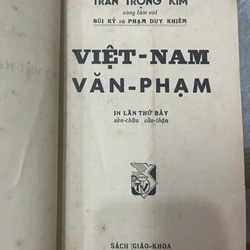 TRẦN TRỌNG KIM
cùng làm với
BÙI KỶ và PHẠM DUY KHIÊM
VIỆT-NAM
VĂN-PHẠM
IN LẦN THỨ BẢY
sửa-chữa cẩn-thận
SÁCH GIÁO-KHOA